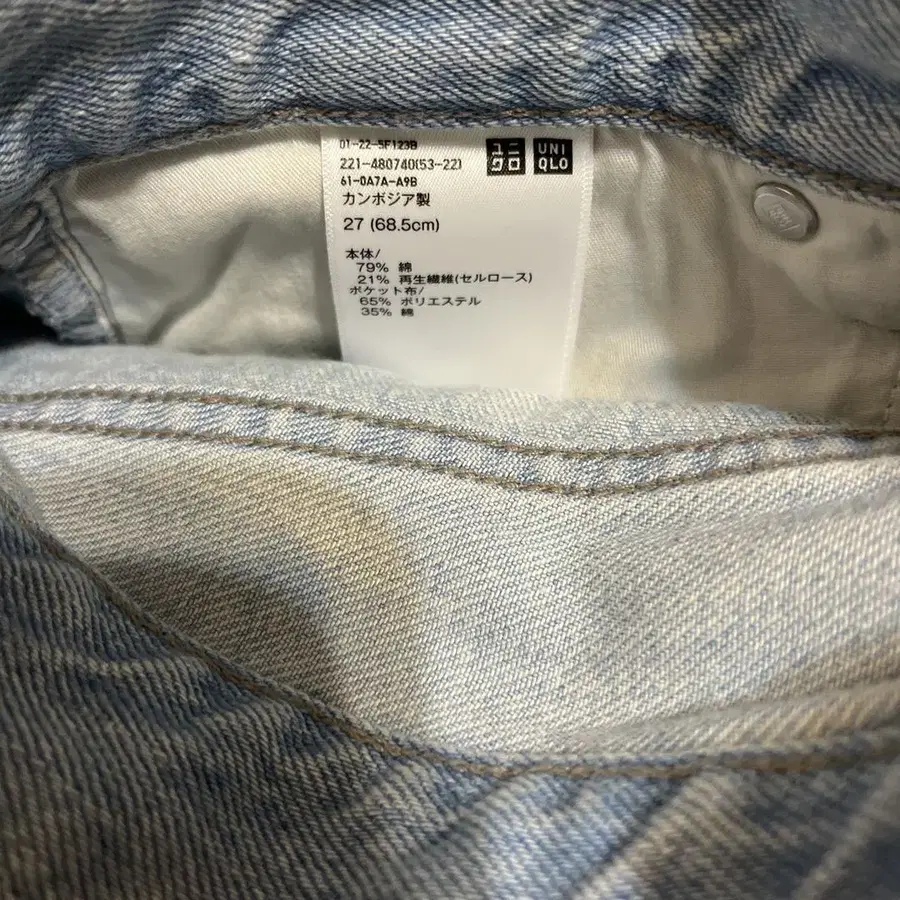 01-22-5F123B
221-480740(53-22)
61-0A7A-A9B
カンボジア製
27 (68.5cm)
本体/
79% 綿
21% 再生繊維(セルロース)
ポケット布/
65% ポリエステル
35% 綿
ユニ
クロ
UNI
QLO